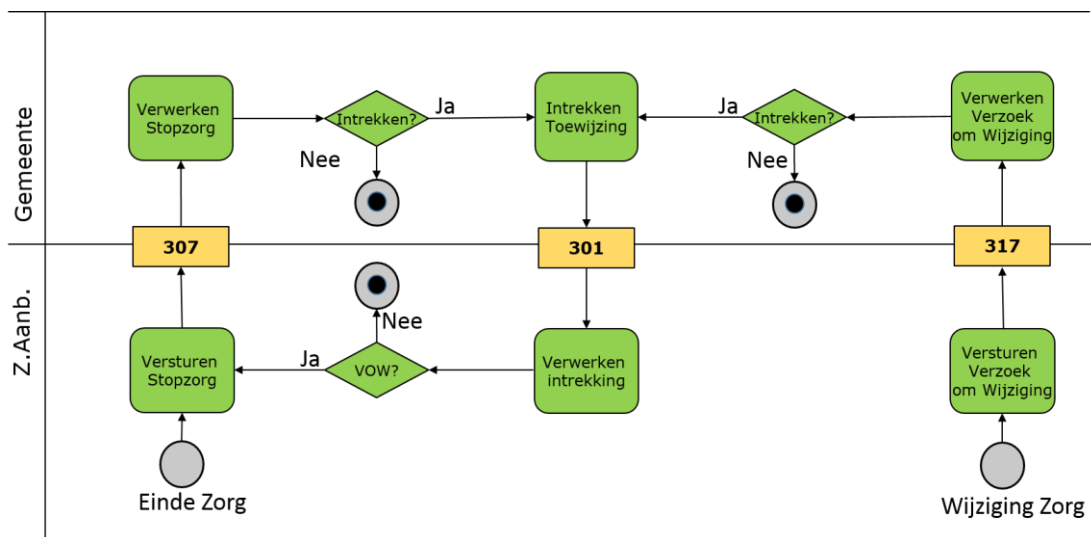 Gemeente
Verwerken
Stopzorg
Intrekken?
Ja
Nee
Intrekken
Toewijzing
Ja
Intrekken?
Nee
Verwerken
Verzoek
om Wijziging
307
301
317
Z.Aanb.
Versturen
Stopzorg
Ja
VOW?
Nee
Verwerken
intrekking
Versturen
Verzoek
om Wijziging
Einde Zorg
Wijziging Zorg